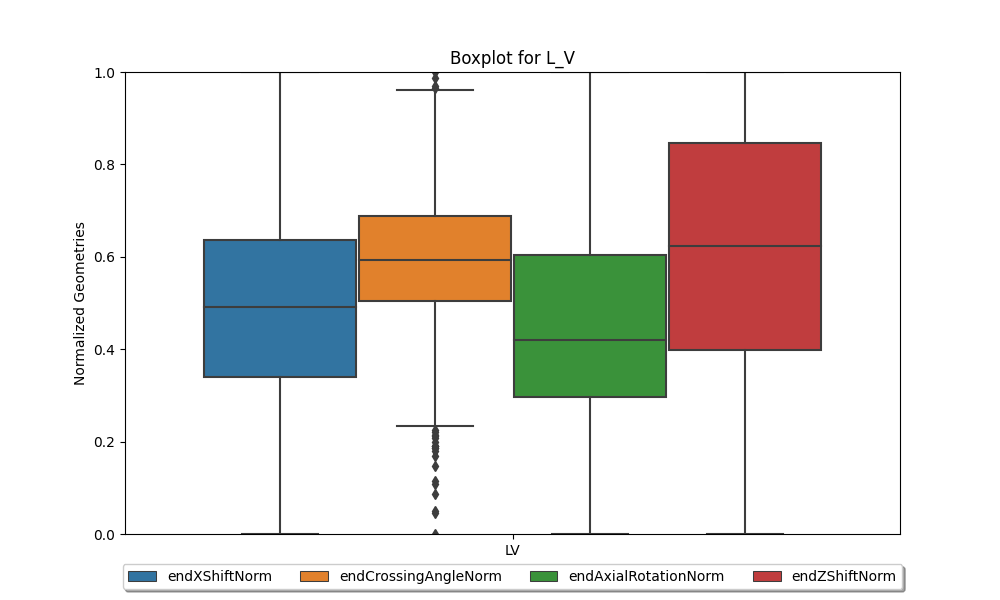 Boxplot for L_V
1.0
0.8
0.6
0.4
0.2
0.0
Normalized Geometries
LV
endXShiftNorm endCrossingAngleNorm endAxialRotationNorm endZShiftNorm